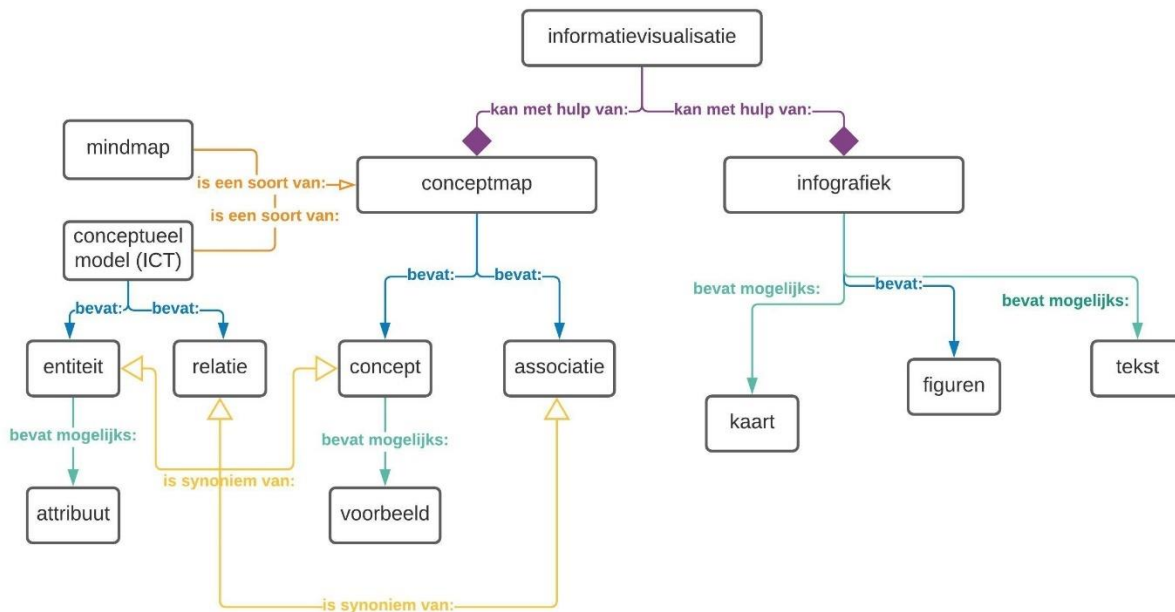 informatievisualisatie
kan met hulp van:
kan met hulp van:
mindmap
is een soort van:
conceptmap
infografiek
is een soort van:
conceptueel
model (ICT)
bevat:
bevat:
bevat mogelijks:
bevat:
bevat mogelijks:
bevat:
bevat:
entiteit
relatie
concept
associatie
figuren
tekst
kaart
bevat mogelijks:
bevat mogelijks:
is synoniem van:
attribuut
voorbeeld
is synoniem van: